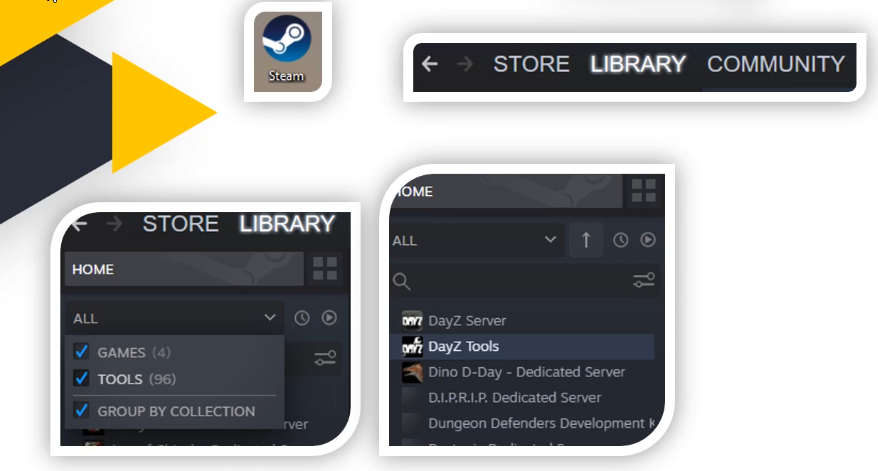 Steam
STORE LIBRARY COMMUNITY
STORE LIBRARY
HOME
ALL
GAMES (4)
TOOLS (96)
GROUP BY COLLECTION
HOME
ALL
DayZ Server
DayZ Tools
Dino D-Day - Dedicated Server
D.I.P.R.I.P. Dedicated Server
Dungeon Defenders Development K